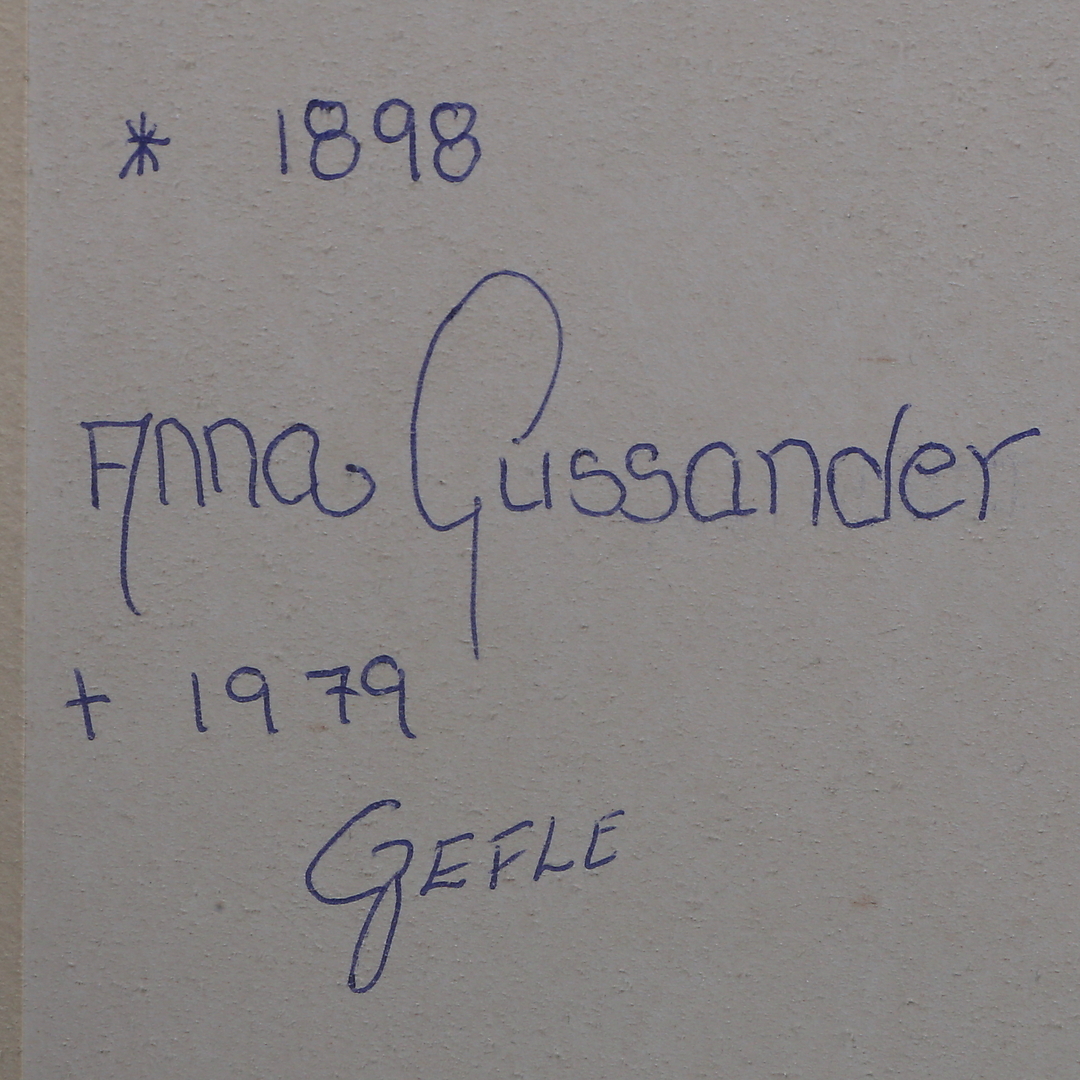 * 1898
Anna Gussander
+ 1979
GEFLE